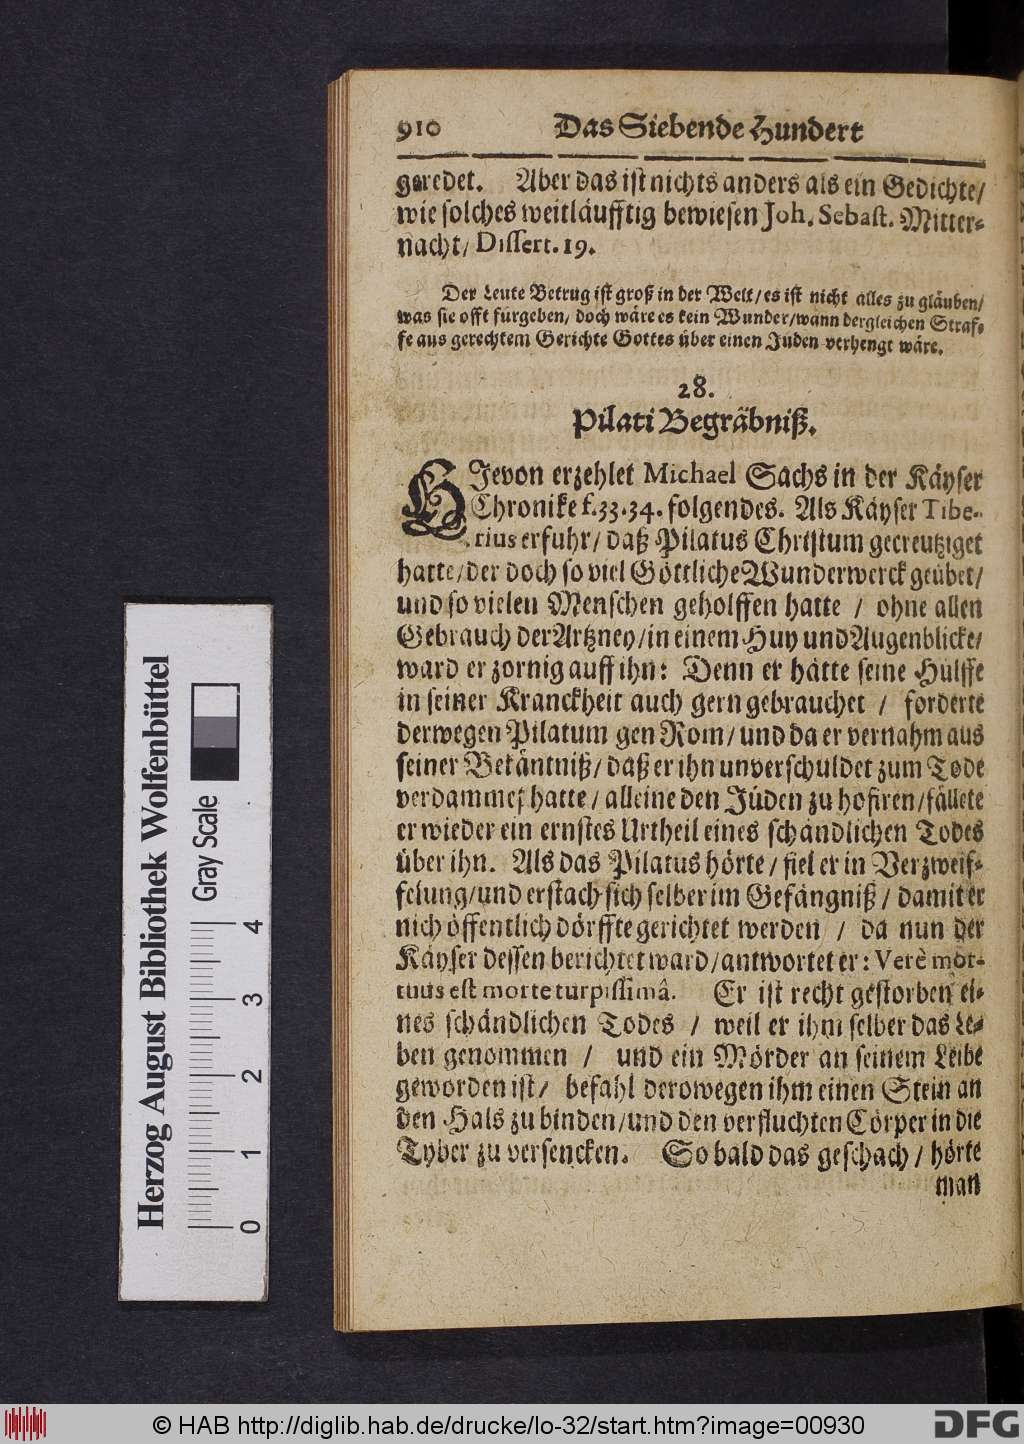 910 Das Siebende Hundert
geredet. Aber das ist nichts anders als ein Gedichte/
wie solches weitläufftig bewiesen Joh. Sebast. Mitter-
nacht/ Dissert. 19.
Der Leute Betrug ist groß in der Welt/ es ist nicht alles zu gläuben/
was sie offt fürgeben/ doch wäre es kein Wunder/ wann dergleichen Straf-
fe aus gerechtem Gerichte Gottes über einen Juden verhengt wäre.
28.
Pilati Begräbniß.
HJevon erzehlet Michael Sachs in der Käyser
Chronike f. 33. 34. folgendes. Als Käyser Tibe-
rius erfuhr/ daß Pilatus Christum gecreutziget
hatte/ der doch so viel Göttliche Wunderwerck geübet/
und so vielen Menschen geholffen hatte / ohne allen
Gebrauch der Artzney/ in einem Huy und Augenblicke/
ward er zornig auff ihn: Denn er hätte seine Hülffe
in seiner Kranckheit auch gern gebrauchet / forderte
derwegen Pilatum gen Rom/ und da er vernahm aus
seiner Bekäntniß/ daß er ihn unverschuldet zum Tode
verdammet hatte/ alleine den Jüden zu hofiren/ fällete
er wieder ein ernstes Urtheil eines schändlichen Todes
über ihn. Als das Pilatus hörte/ fiel er in Verzweif-
felung/ und erstach sich selber im Gefängniß/ damit er
nich öffentlich dörffte gerichtet werden / da nun der
Käyser dessen berichtet ward/ antwortet er: Verè mor-
tuus est morte turpissimâ. Er ist recht gestorben ei-
nes schändlichen Todes / weil er ihm selber das Le-
ben genommen / und ein Mörder an seinem Leibe
geworden ist/ befahl derowegen ihm einen Stein an
den Hals zu binden/ und den verfluchten Cörper in die
Tyber zu versencken. So bald das geschach/ hörte
man
Herzog August Bibliothek Wolfenbüttel
Gray Scale
0 1 2 3 4
© HAB http://diglib.hab.de/drucke/lo-32/start.htm?image=00930
DFG